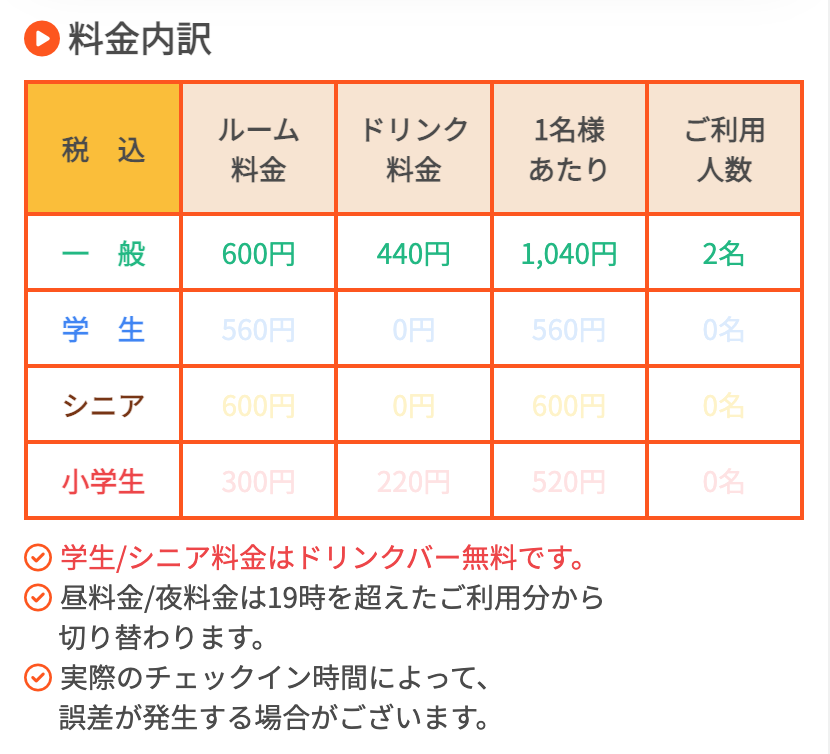 料金内訳
税 込 ルーム料金 ドリンク料金 1名様あたり ご利用人数
一 般 600円 440円 1,040円 2名
学 生 560円 0円 560円 0名
シニア 600円 0円 600円 0名
小学生 300円 220円 520円 0名
学生/シニア料金はドリンクバー無料です。
昼料金/夜料金は19時を超えたご利用分から
切り替わります。
実際のチェックイン時間によって、
誤差が発生する場合がございます。